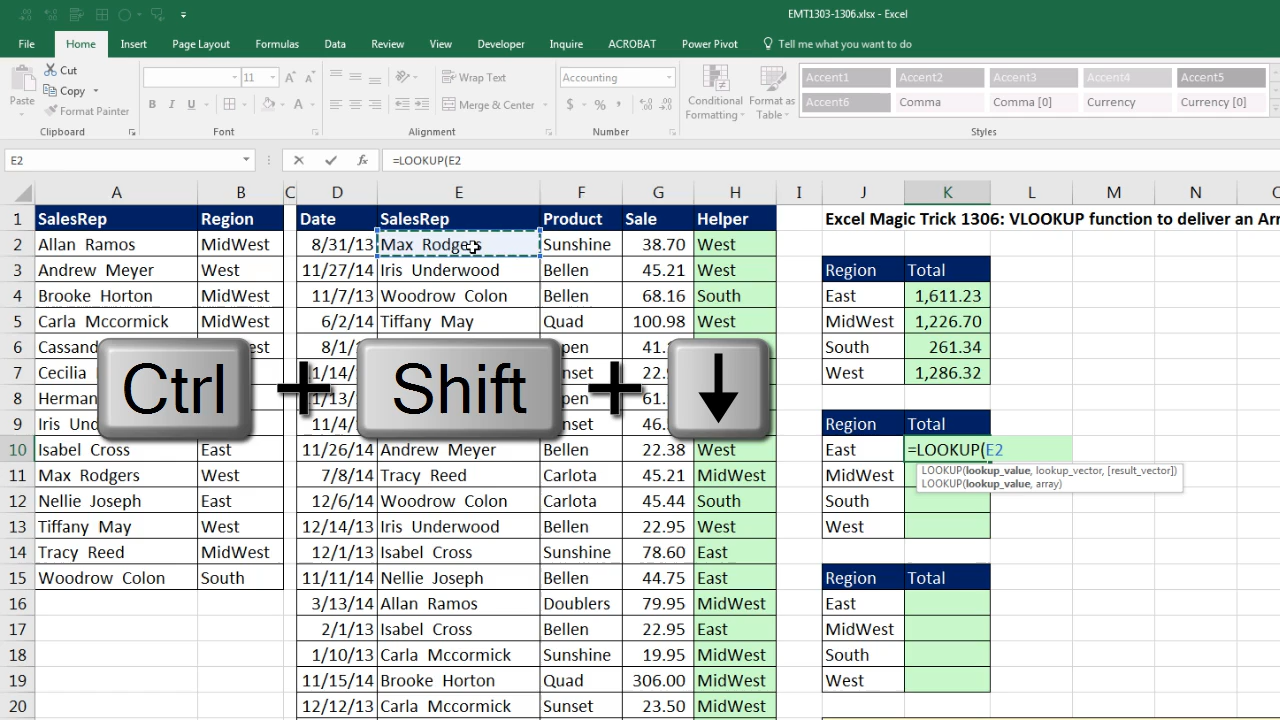 EMT1303-1306.xlsx - Excel
File Home Insert Page Layout Formulas Data Review View Developer Inquire ACROBAT Power Pivot Tell me what you want to do
Paste Cut Copy Format Painter
11
Wrap Text
Merge & Center
Accounting
$ % ,
Conditional Formatting
Format as Table
Accent1 Accent2 Accent3 Accent4 Accent5
Accent6 Comma Comma [0] Currency Currency [0]
Clipboard Font Alignment Number Styles
E2 fx =LOOKUP(E2
A B C D E F G H I J K L M N
1 SalesRep Region Date SalesRep Product Sale Helper Excel Magic Trick 1306: VLOOKUP function to deliver an Arr
2 Allan Ramos MidWest 8/31/13 Max Rodgers Sunshine 38.70 West
3 Andrew Meyer West 11/27/14 Iris Underwood Bellen 45.21 West Region Total
4 Brooke Horton MidWest 11/7/13 Woodrow Colon Bellen 68.16 South East 1,611.23
5 Carla Mccormick MidWest 6/2/14 Tiffany May Quad 100.98 West MidWest 1,226.70
6 South 261.34
7 West 1,286.32
8
9 Region Total
Ctrl + Shift + ↓
10 Isabel Cross East 11/26/14 Andrew Meyer Bellen 22.38 West East =LOOKUP(E2
LOOKUP(lookup_value, lookup_vector, [result_vector])
LOOKUP(lookup_value, array)
11 Max Rodgers West 7/8/14 Tracy Reed Carlota 45.45 MidWest MidWest
12 Nellie Joseph East 12/6/14 Woodrow Colon Carlota 45.44 South South
13 Tiffany May West 12/14/13 Iris Underwood Bellen 22.95 West West
14 Tracy Reed MidWest 12/1/13 Isabel Cross Sunshine 78.60 East
15 Woodrow Colon South 11/11/14 Nellie Joseph Bellen 44.75 East Region Total
16 3/13/14 Allan Ramos Doublers 79.95 MidWest East
17 2/1/13 Isabel Cross Bellen 22.95 East MidWest
18 1/10/13 Carla Mccormick Sunshine 19.95 MidWest South
19 11/15/14 Brooke Horton Quad 306.00 MidWest West
20 12/12/13 Carla Mccormick Sunset 23.50 MidWest